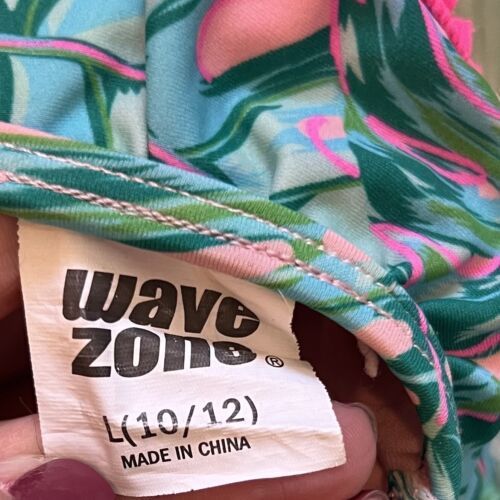 wave
zone®
L(10/12)
MADE IN CHINA